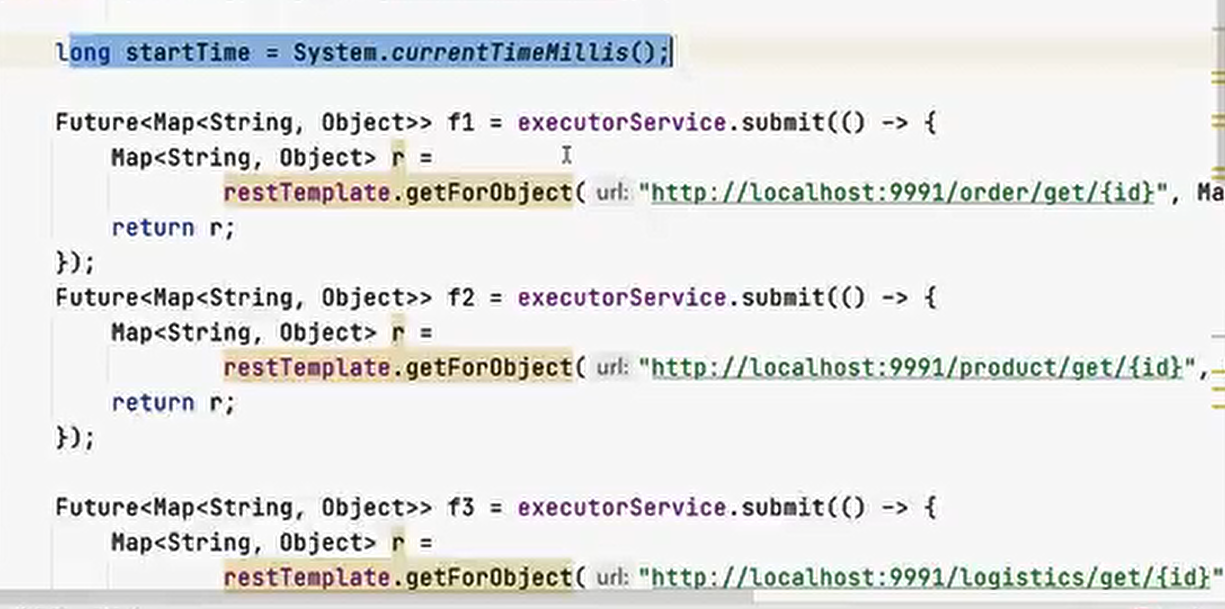 long startTime = System.currentTimeMillis();
Future<Map<String, Object>> f1 = executorService.submit(() -> {
Map<String, Object> r =
restTemplate.getForObject( url: "http://localhost:9991/order/get/{id}", Ma
return r;
});
Future<Map<String, Object>> f2 = executorService.submit(() -> {
Map<String, Object> r =
restTemplate.getForObject( url: "http://localhost:9991/product/get/{id}",
return r;
});
Future<Map<String, Object>> f3 = executorService.submit(() -> {
Map<String, Object> r =
restTemplate.getForObject( url: "http://localhost:9991/logistics/get/{id}"